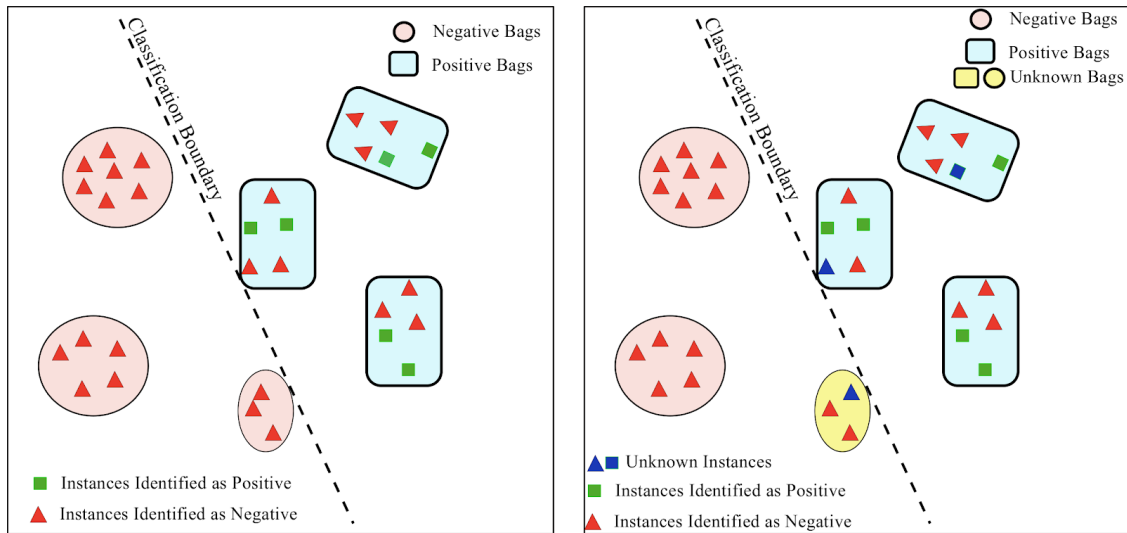 Classification Boundary
Negative Bags
Positive Bags
Instances Identified as Positive
Instances Identified as Negative
Classification Boundary
Negative Bags
Positive Bags
Unknown Bags
Unknown Instances
Instances Identified as Positive
Instances Identified as Negative